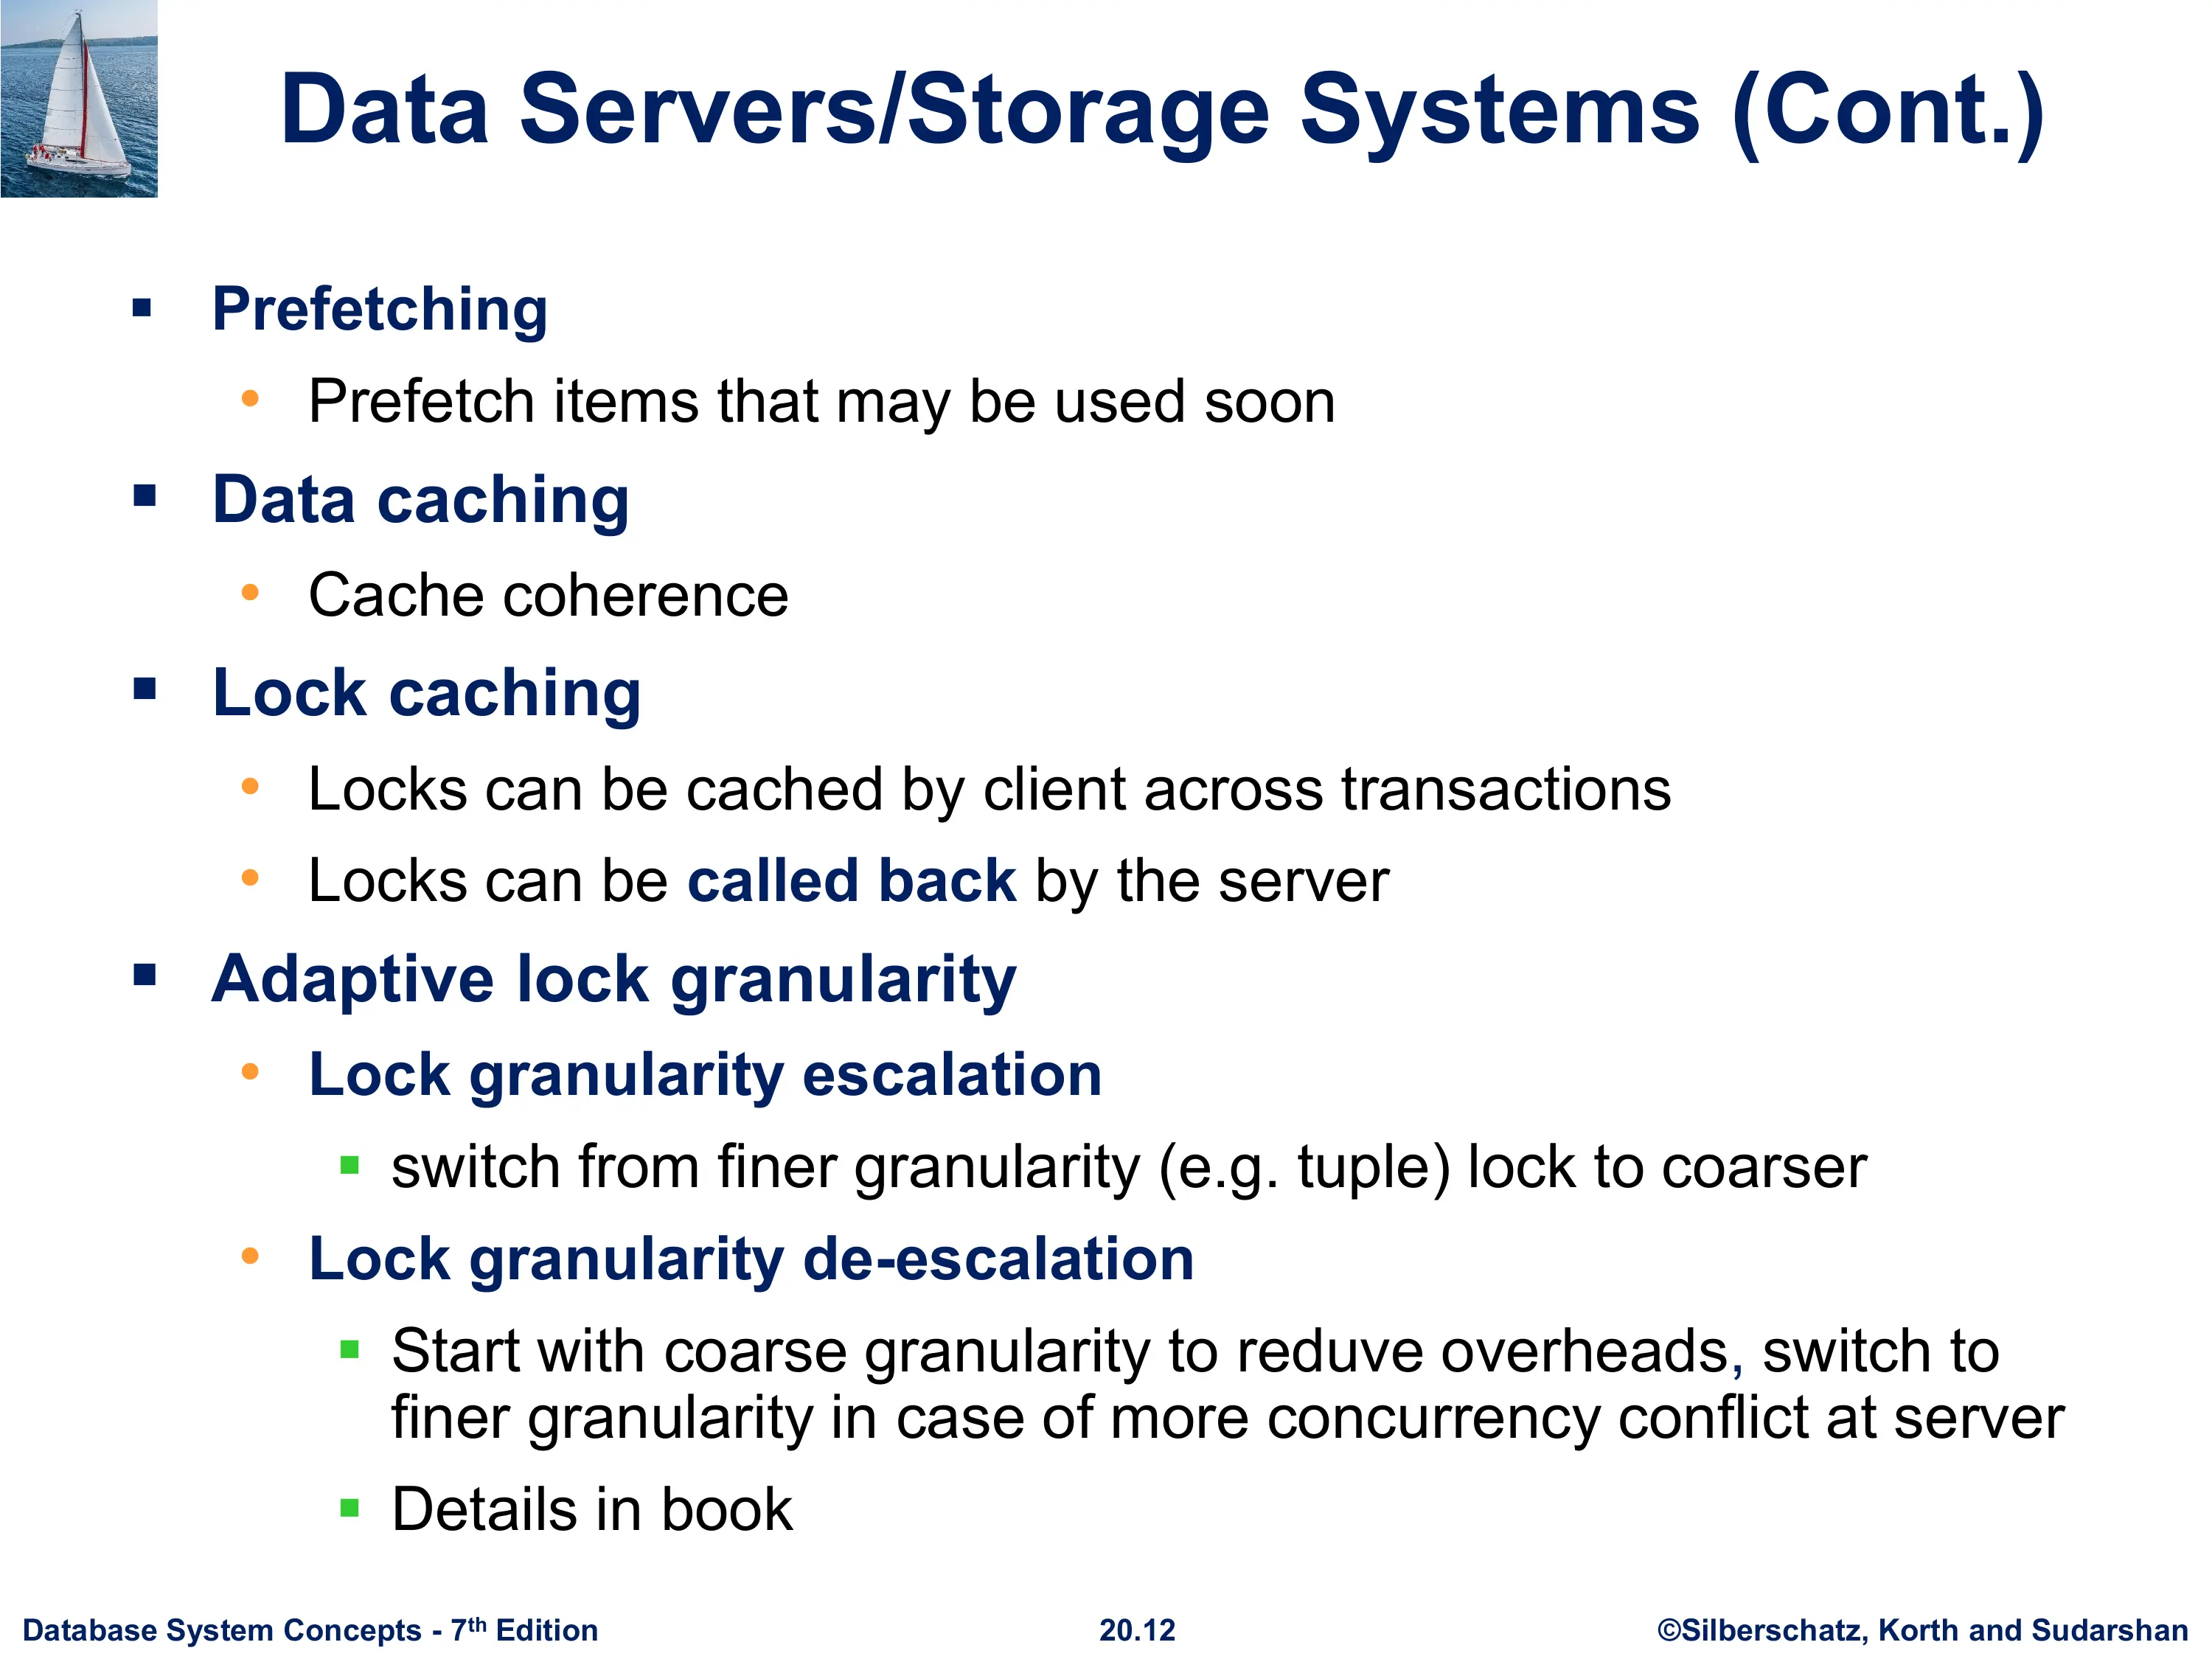 Data Servers/Storage Systems (Cont.)
▪ Prefetching
• Prefetch items that may be used soon
▪ Data caching
• Cache coherence
▪ Lock caching
• Locks can be cached by client across transactions
• Locks can be called back by the server
▪ Adaptive lock granularity
• Lock granularity escalation
▪ switch from finer granularity (e.g. tuple) lock to coarser
• Lock granularity de-escalation
▪ Start with coarse granularity to reduve overheads, switch to
finer granularity in case of more concurrency conflict at server
▪ Details in book
Database System Concepts - 7th Edition 20.12 ©Silberschatz, Korth and Sudarshan